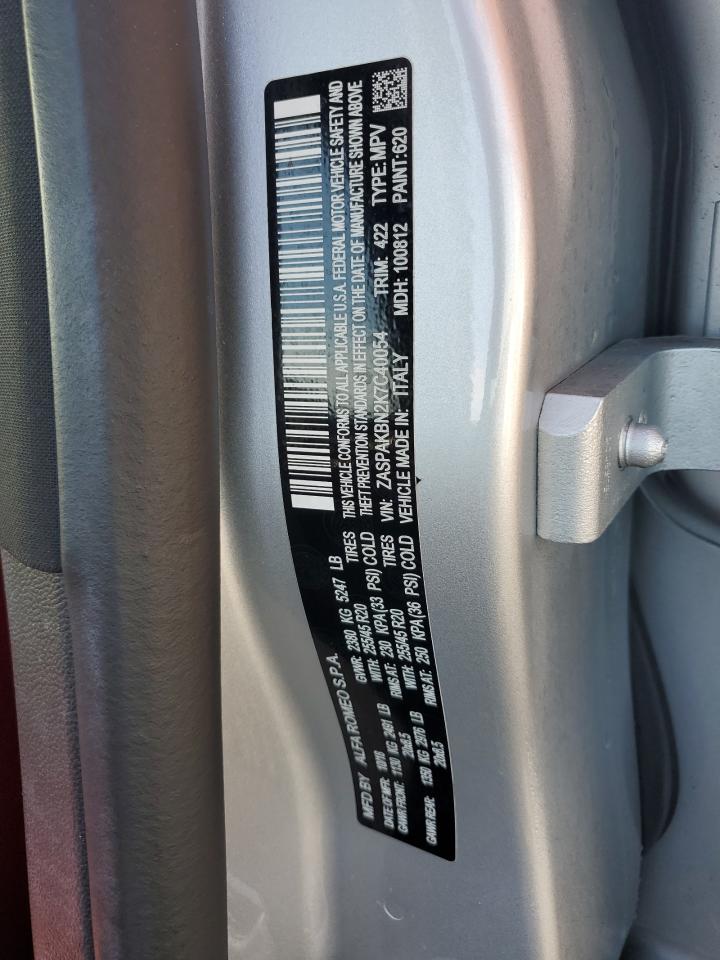 MFD BY ALFA ROMEO S.P.A.
DATE OF MFR: 10/18 GVWR: 2380 KG 5247 LB
GAWR FRONT: 1130 KG 2491 LB WITH: 255/45 R20 TIRES
20x8.5 RIMS AT: 230 KPA(33 PSI) COLD
GAWR REAR: 1350 KG 2976 LB WITH: 255/45 R20 TIRES
20x8.5 RIMS AT: 250 KPA(36 PSI) COLD
THIS VEHICLE CONFORMS TO ALL APPLICABLE U.S.A. FEDERAL MOTOR VEHICLE SAFETY AND
THEFT PREVENTION STANDARDS IN EFFECT ON THE DATE OF MANUFACTURE SHOWN ABOVE
VIN: ZASPAKBN2K7C40054 TRIM: 422 TYPE: MPV
VEHICLE MADE IN: ITALY MDH: 100812 PAINT: 620